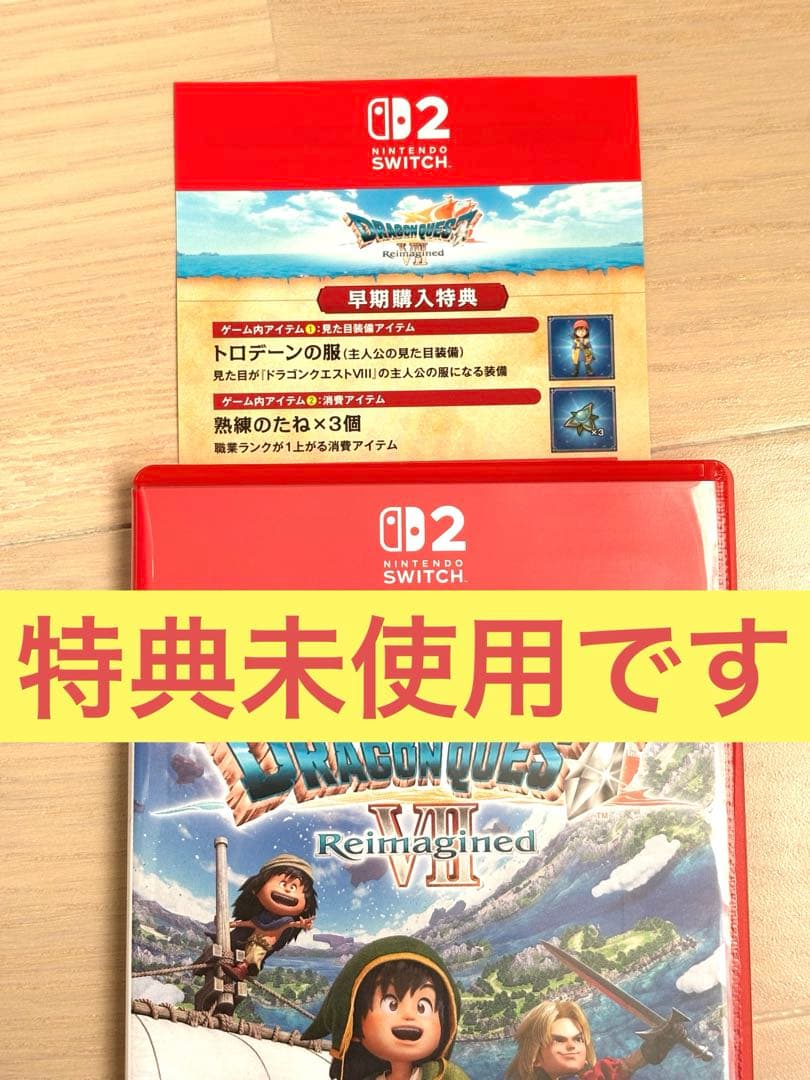 2
NINTENDO
SWITCH™
DRAGON QUEST
VII
Reimagined
早期購入特典
ゲーム内アイテム①:見た目装備アイテム
トロデーンの服(主人公の見た目装備)
見た目が『ドラゴンクエストVIII』の主人公の服になる装備
ゲーム内アイテム②:消費アイテム
熟練のたね×3個
職業ランクが1上がる消費アイテム
×3
2
NINTENDO
SWITCH™
特典未使用です
DRAGON QUEST
TM
VII
Reimagined